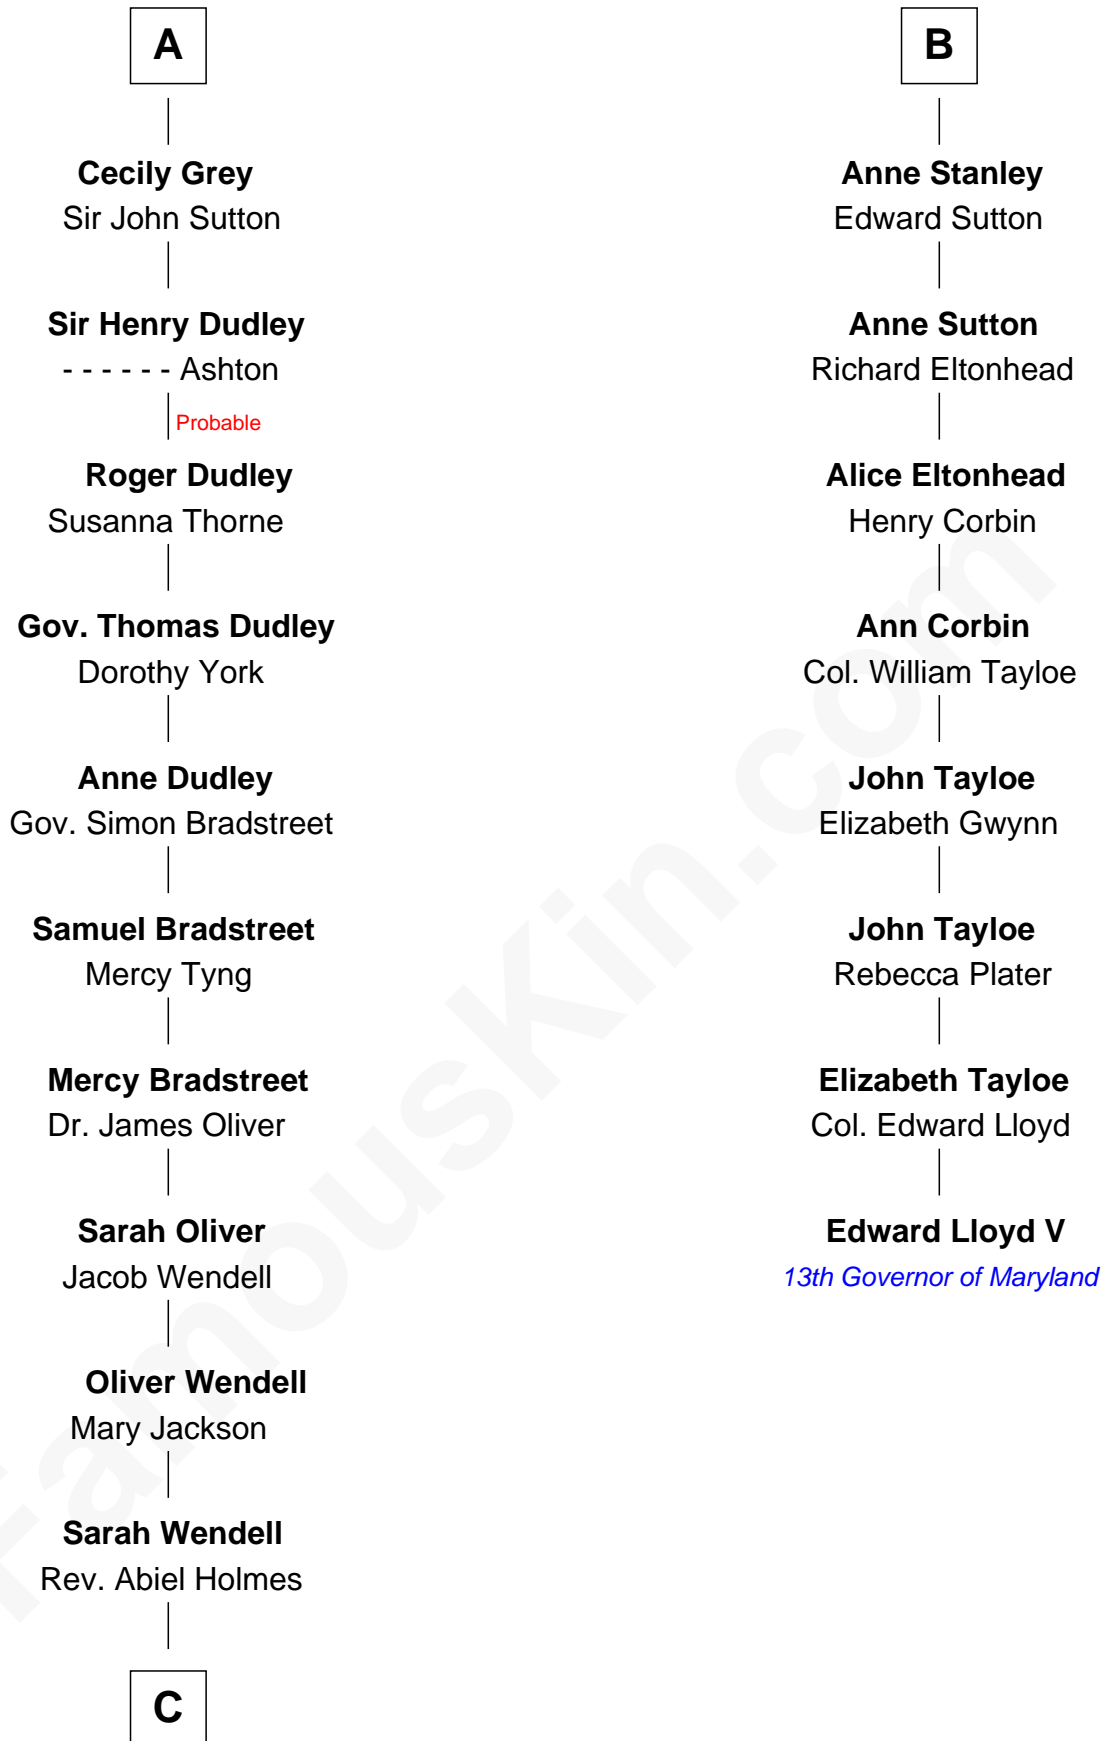 A
Cecily Grey
Sir John Sutton
Sir Henry Dudley
- - - - - - Ashton
Probable
Roger Dudley
Susanna Thorne
Gov. Thomas Dudley
Dorothy York
Anne Dudley
Gov. Simon Bradstreet
Samuel Bradstreet
Mercy Tyng
Mercy Bradstreet
Dr. James Oliver
Sarah Oliver
Jacob Wendell
Oliver Wendell
Mary Jackson
Sarah Wendell
Rev. Abiel Holmes
C
B
Anne Stanley
Edward Sutton
Anne Sutton
Richard Eltonhead
Alice Eltonhead
Henry Corbin
Ann Corbin
Col. William Tayloe
John Tayloe
Elizabeth Gwynn
John Tayloe
Rebecca Plater
Elizabeth Tayloe
Col. Edward Lloyd
Edward Lloyd V
13th Governor of Maryland
FamousKin.com